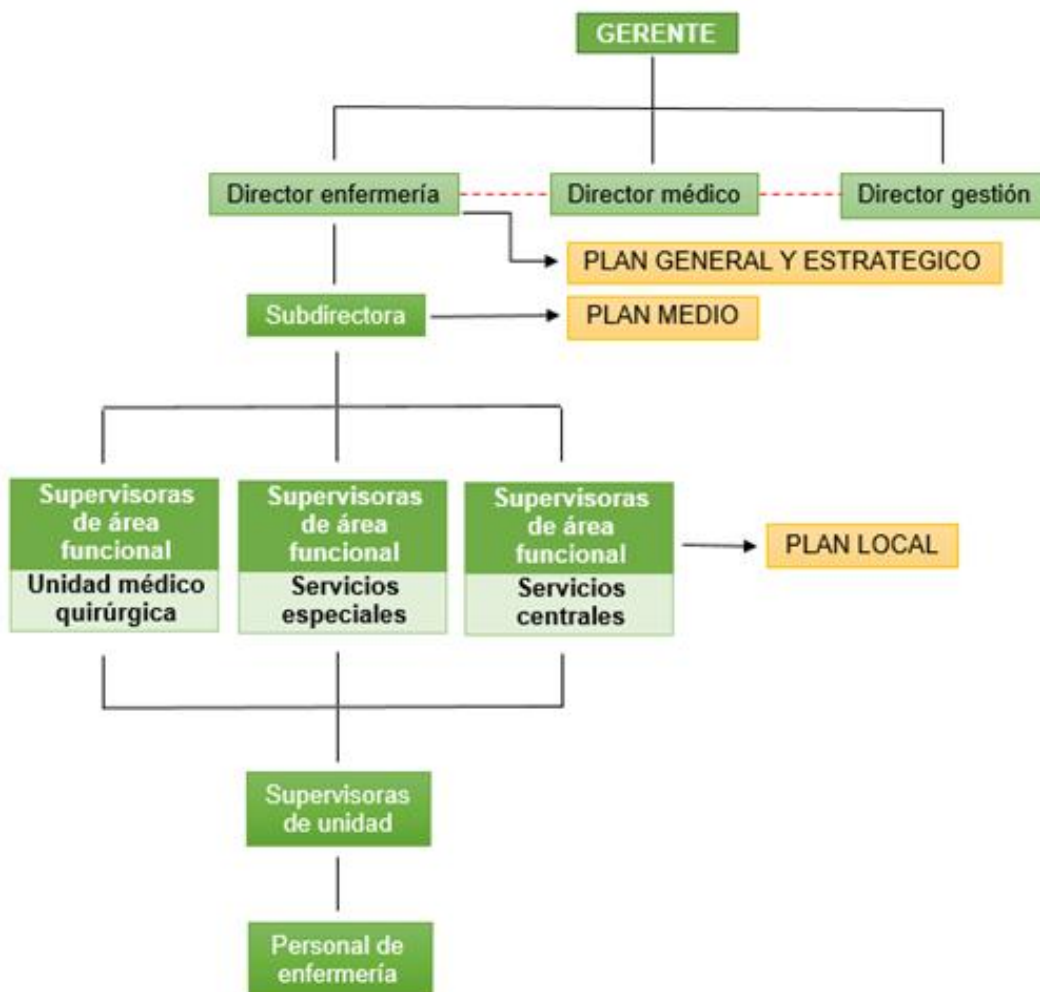 GERENTE
Director enfermería
Director médico
Director gestión
PLAN GENERAL Y ESTRATEGICO
Subdirectora
PLAN MEDIO
Supervisoras
de área
funcional
Unidad médico
quirúrgica
Supervisoras
de área
funcional
Servicios
especiales
Supervisoras
de área
funcional
Servicios
centrales
PLAN LOCAL
Supervisoras
de unidad
Personal de
enfermería